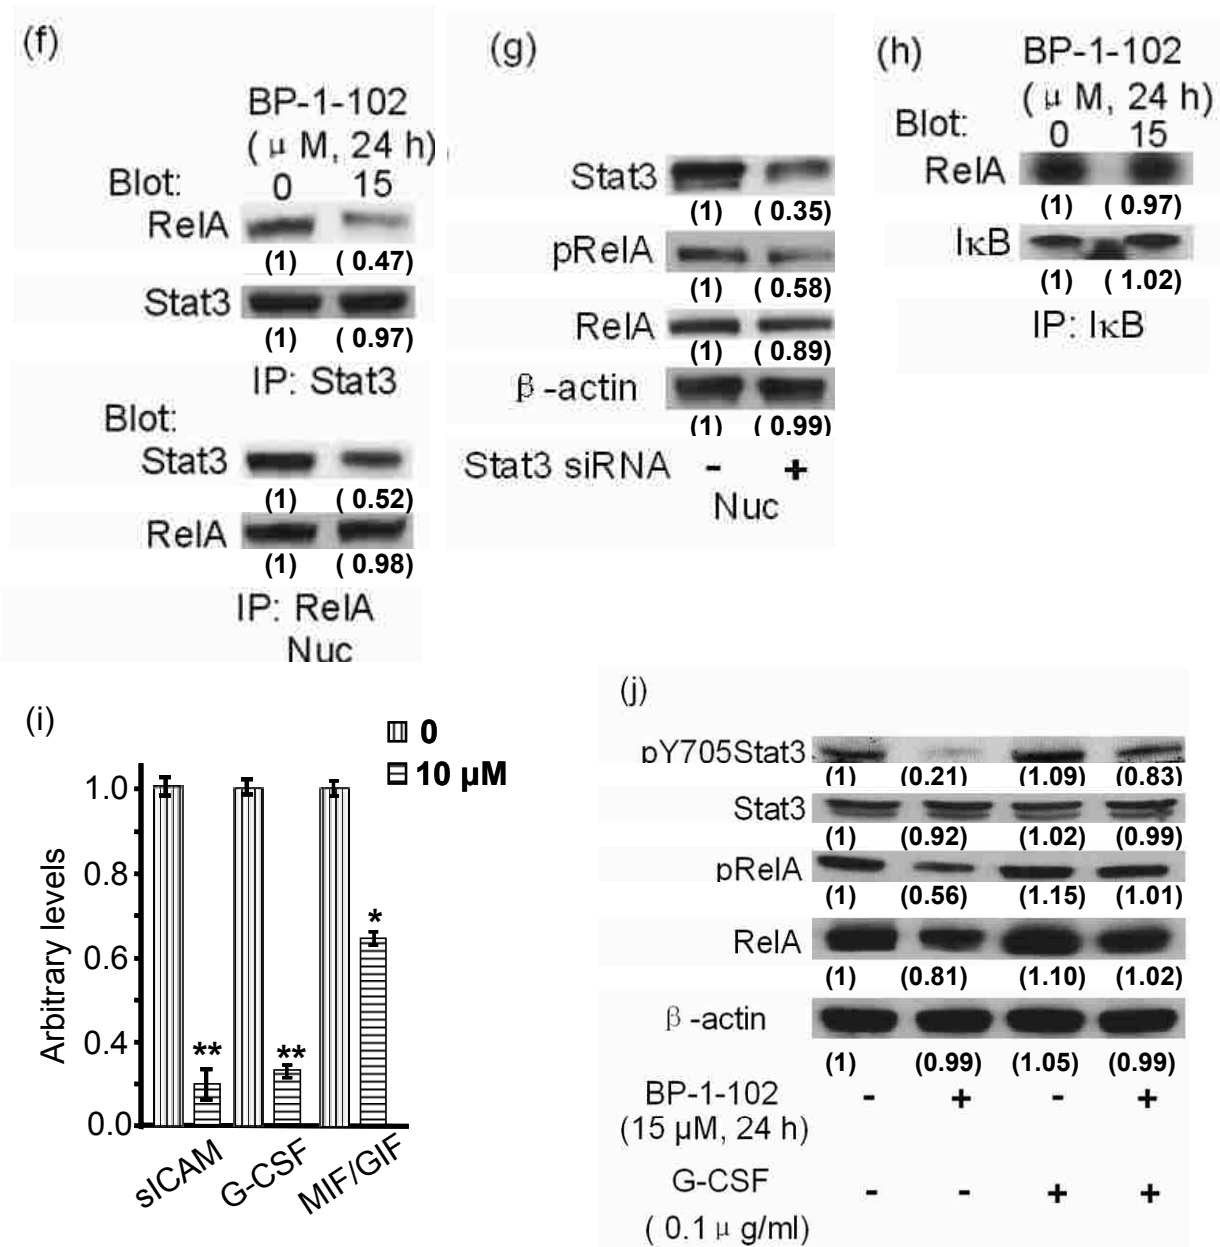 (f)
BP-1-102
( μ M, 24 h)
Blot: 0 15
RelA
(1) ( 0.47)
Stat3
(1) ( 0.97)
IP: Stat3
Blot:
Stat3
(1) ( 0.52)
RelA
(1) ( 0.98)
IP: RelA
Nuc
(g)
Stat3
(1) ( 0.35)
pRelA
(1) ( 0.58)
RelA
(1) ( 0.89)
β -actin
(1) ( 0.99)
Stat3 siRNA - +
Nuc
(h)
BP-1-102
( μ M, 24 h)
Blot: 0 15
RelA
(1) ( 0.97)
IκB
(1) ( 1.02)
IP: IκB
(i)
0
10 μM
Arbitrary levels
1.0
0.8
0.6
0.4
0.0
sICAM
G-CSF
MIF/GIF
**
**
*
(j)
pY705Stat3
(1) (0.21) (1.09) (0.83)
Stat3
(1) (0.92) (1.02) (0.99)
pRelA
(1) (0.56) (1.15) (1.01)
RelA
(1) (0.81) (1.10) (1.02)
β -actin
(1) (0.99) (1.05) (0.99)
BP-1-102 - + - +
(15 μM, 24 h)
G-CSF - - + +
( 0.1 μ g/ml)